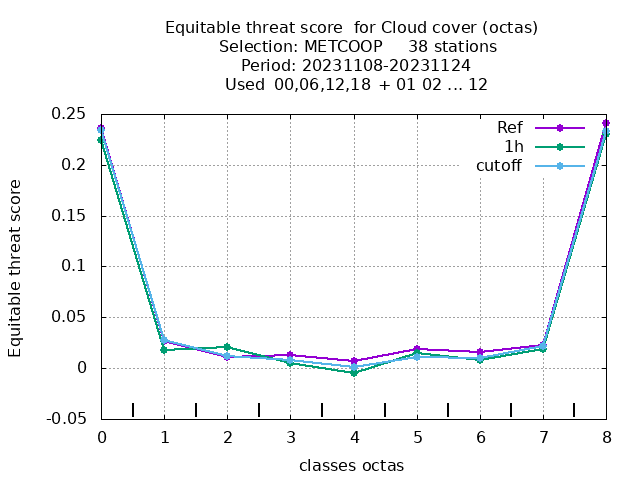 Equitable threat score  for Cloud cover (octas)
Selection: METCOOP     38 stations
Period: 20231108-20231124
Used  00,06,12,18 + 01 02 ... 12
Equitable threat score
0.25
0.2
0.15
0.1
0.05
0
-0.05
Ref
1h
cutoff
0 1 2 3 4 5 6 7 8
classes octas